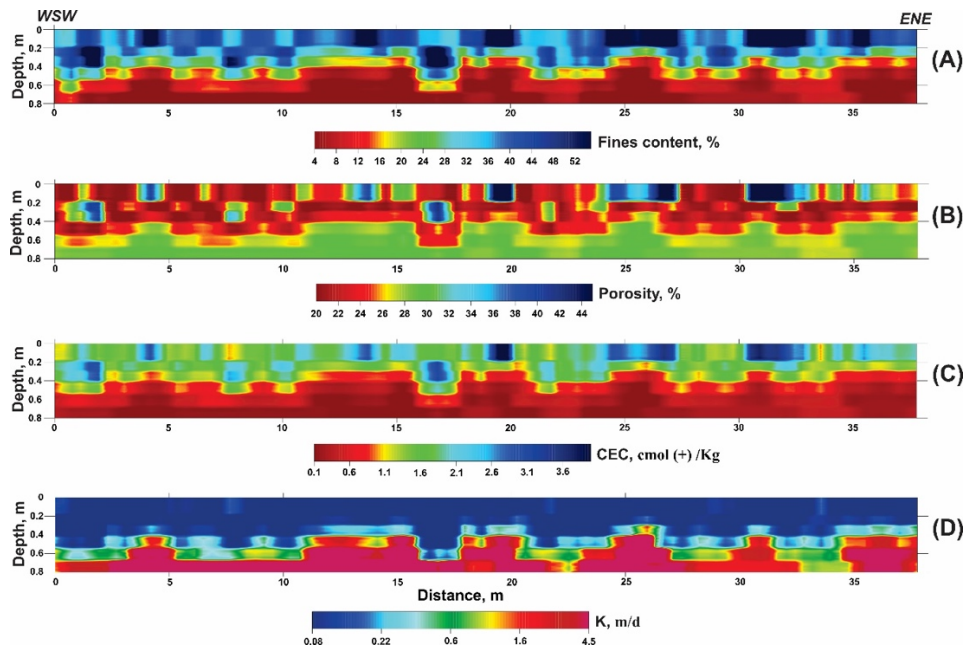 WSW ENE
Depth, m
0
0.2
0.4
0.6
0.8
0 5 10 15 20 25 30 35
(A)
Fines content, %
4 8 12 16 20 24 28 32 36 40 44 48 52
Depth, m
0
0.2
0.4
0.6
0.8
0 5 10 15 20 25 30 35
(B)
Porosity, %
20 22 24 26 28 30 32 34 36 38 40 42 44
Depth, m
0
0.2
0.4
0.6
0.8
0 5 10 15 20 25 30 35
(C)
CEC, cmol (+) /Kg
0.1 0.6 1.1 1.6 2.1 2.6 3.1 3.6
Depth, m
0
0.2
0.4
0.6
0.8
0 5 10 15 20 25 30 35
(D)
Distance, m
K, m/d
0.08 0.22 0.6 1.6 4.5